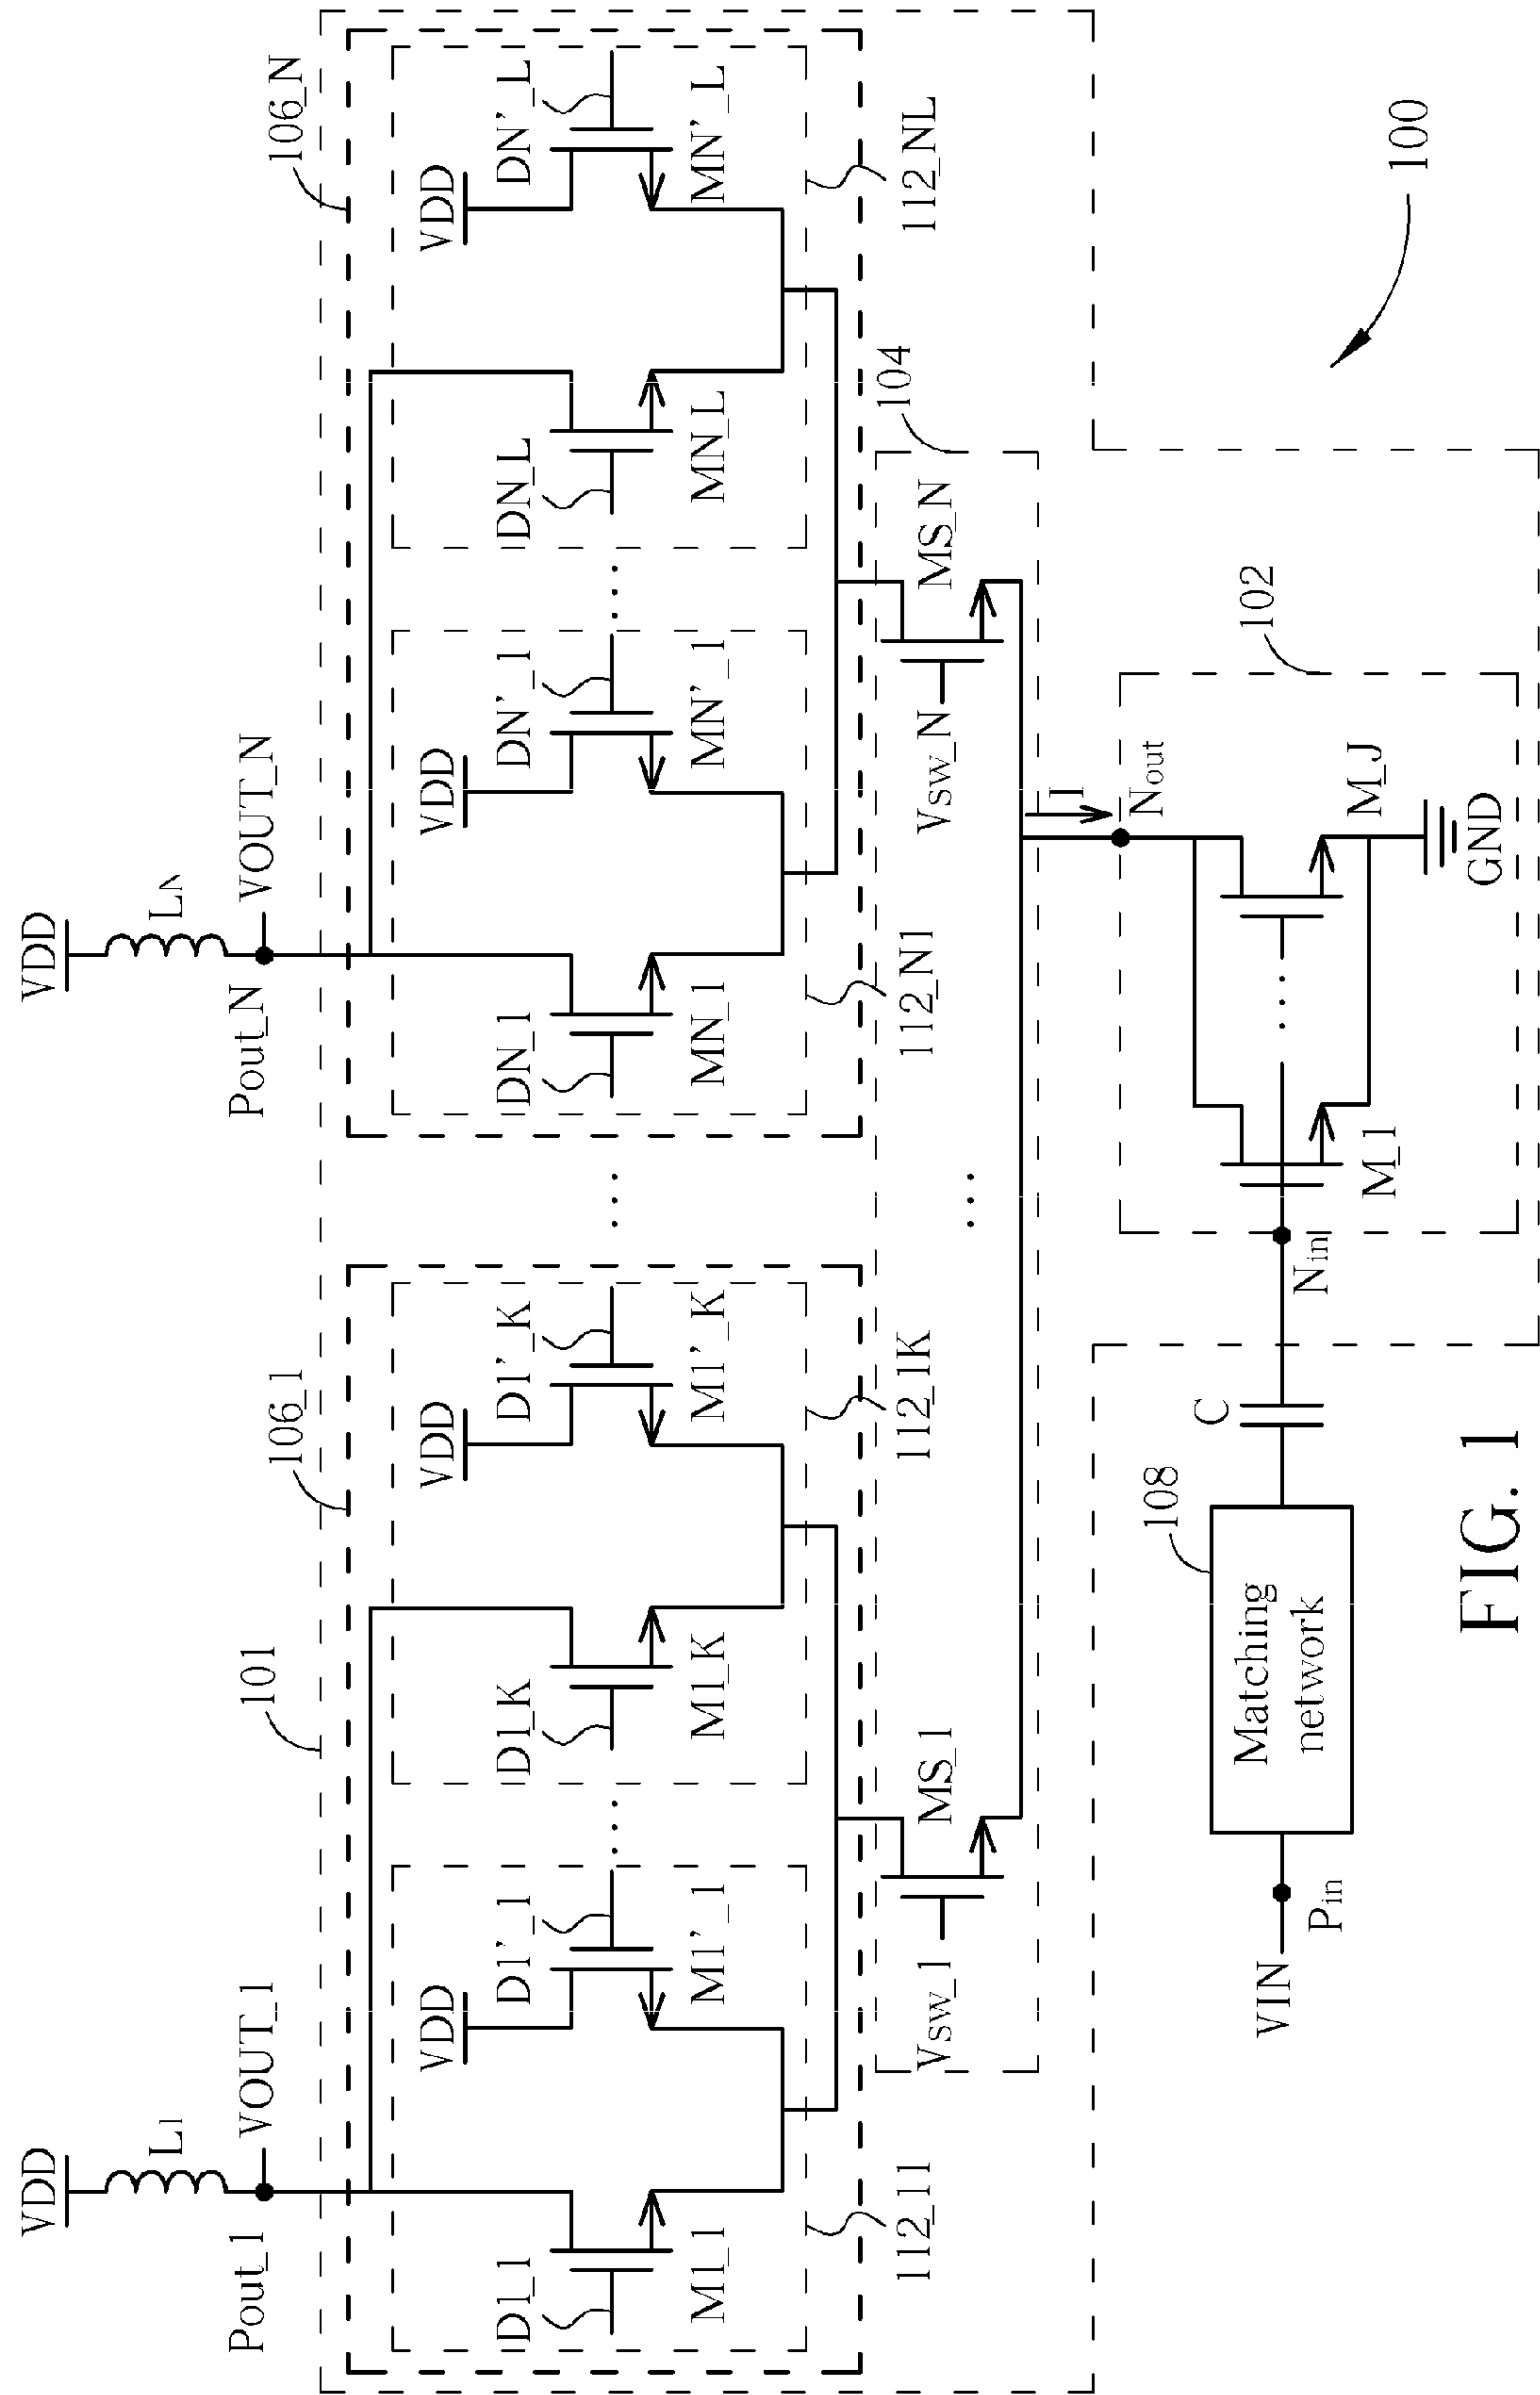 VDD
L1
Pout_1
VOUT_1
VDD
LN
Pout_N
VOUT_N
101
106_1
106_N
D1_1
M1_1
VDD
D1'_1
M1'_1
112_11
...
D1_K
M1_K
VDD
D1'_K
M1'_K
112_1K
...
DN_1
MN_1
VDD
DN'_1
MN'_1
112_N1
...
DN_L
MN_L
VDD
DN'_L
MN'_L
112_NL
104
Vsw_1
MS_1
...
Vsw_N
MS_N
I
Nout
102
VIN
Pin
Matching
network
108
C
Nin
M_1
...
M_J
GND
100
FIG. 1